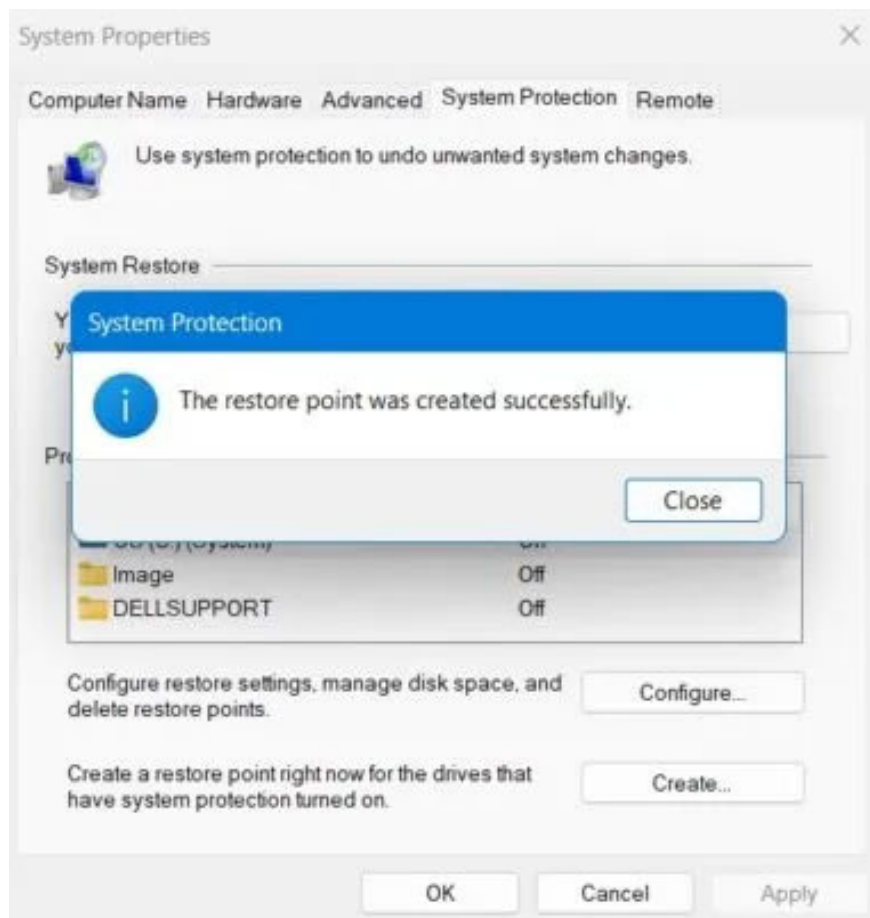 System Properties
Computer Name Hardware Advanced System Protection Remote
Use system protection to undo unwanted system changes.
System Restore
System Protection
The restore point was created successfully.
Close
Image Off
DELLSUPPORT Off
Configure restore settings, manage disk space, and
delete restore points.
Configure...
Create a restore point right now for the drives that
have system protection turned on.
Create...
OK Cancel Apply